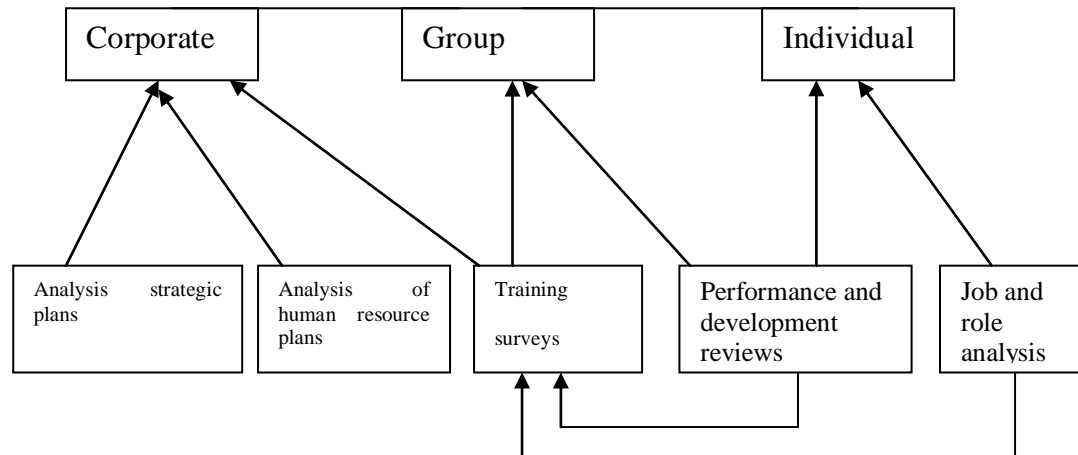 Corporate
Group
Individual
Analysis strategic
plans
Analysis of
human resource
plans
Training
surveys
Performance and
development
reviews
Job and
role
analysis